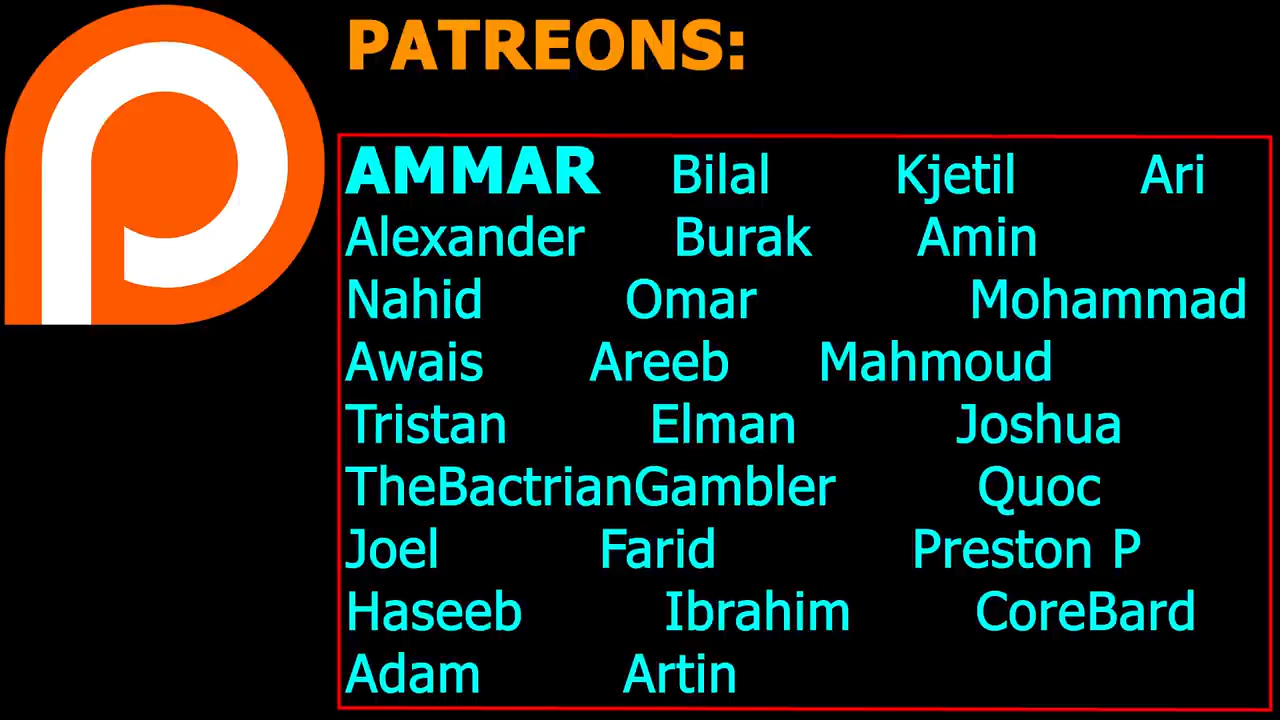 PATREONS:
AMMAR Bilal Kjetil Ari
Alexander Burak Amin
Nahid Omar Mohammad
Awais Areeb Mahmoud
Tristan Elman Joshua
TheBactrianGambler Quoc
Joel Farid Preston P
Haseeb Ibrahim CoreBard
Adam Artin